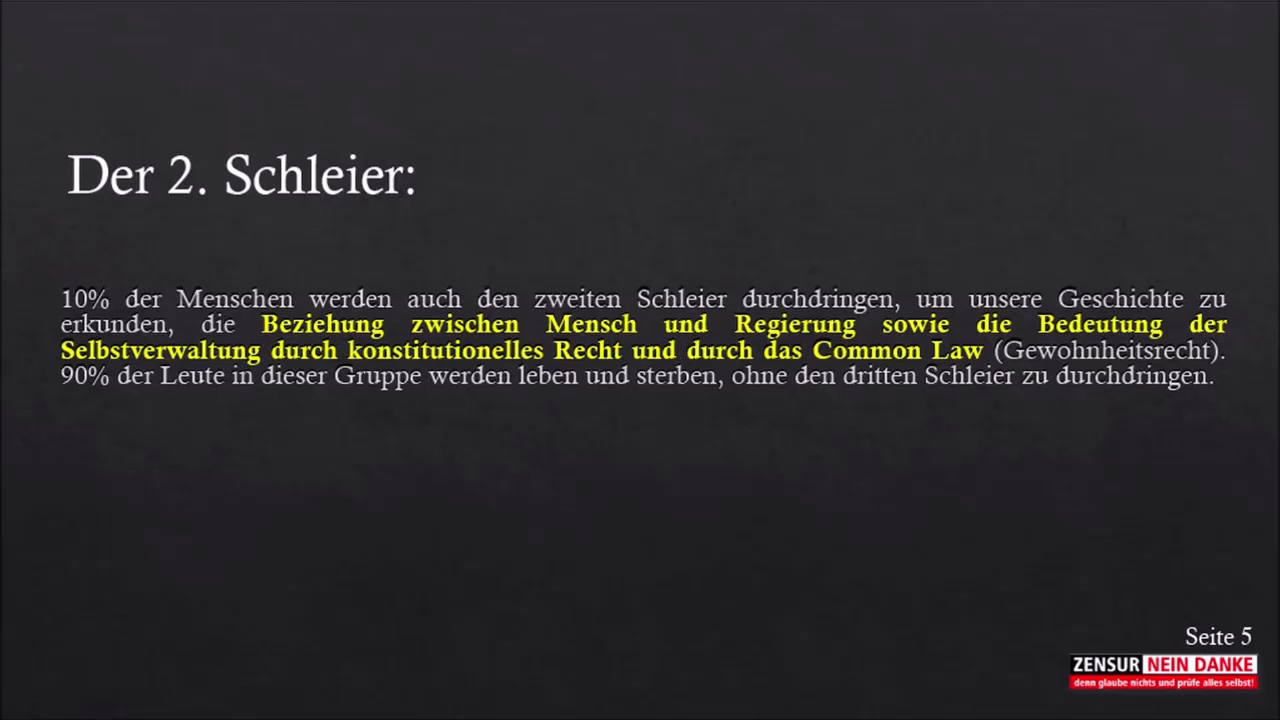 Der 2. Schleier:
10% der Menschen werden auch den zweiten Schleier durchdringen, um unsere Geschichte zu
erkunden, die Beziehung zwischen Mensch und Regierung sowie die Bedeutung der
Selbstverwaltung durch konstitutionelles Recht und durch das Common Law (Gewohnheitsrecht).
90% der Leute in dieser Gruppe werden leben und sterben, ohne den dritten Schleier zu durchdringen.
Seite 5
ZENSUR NEIN DANKE
denn glaube nichts und prüfe alles selbst!